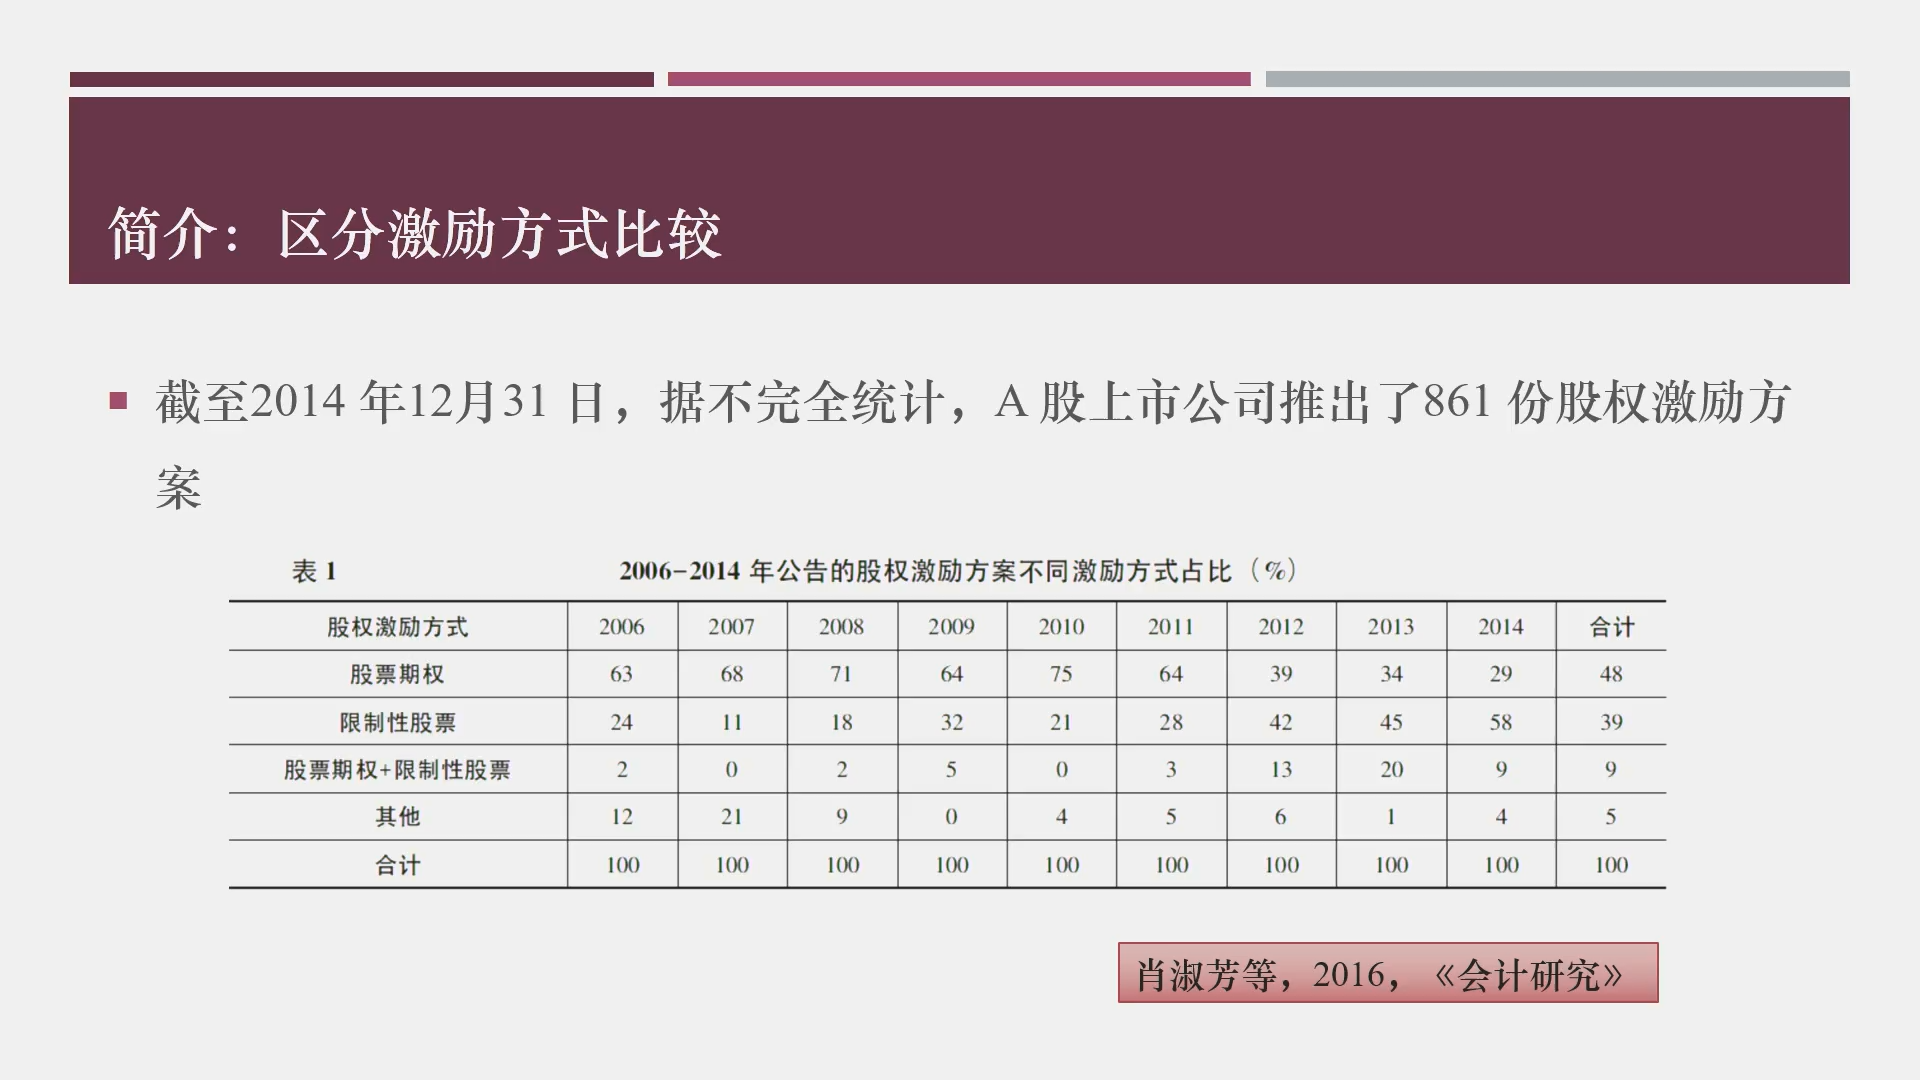 简介：区分激励方式比较
截至2014 年12月31 日，据不完全统计，A 股上市公司推出了861 份股权激励方
案
表 1 2006-2014 年公告的股权激励方案不同激励方式占比（%）
股权激励方式 2006 2007 2008 2009 2010 2011 2012 2013 2014 合计
股票期权 63 68 71 64 75 64 39 34 29 48
限制性股票 24 11 18 32 21 28 42 45 58 39
股票期权+限制性股票 2 0 2 5 0 3 13 20 9 9
其他 12 21 9 0 4 5 6 1 4 5
合计 100 100 100 100 100 100 100 100 100 100
肖淑芳等，2016，《会计研究》